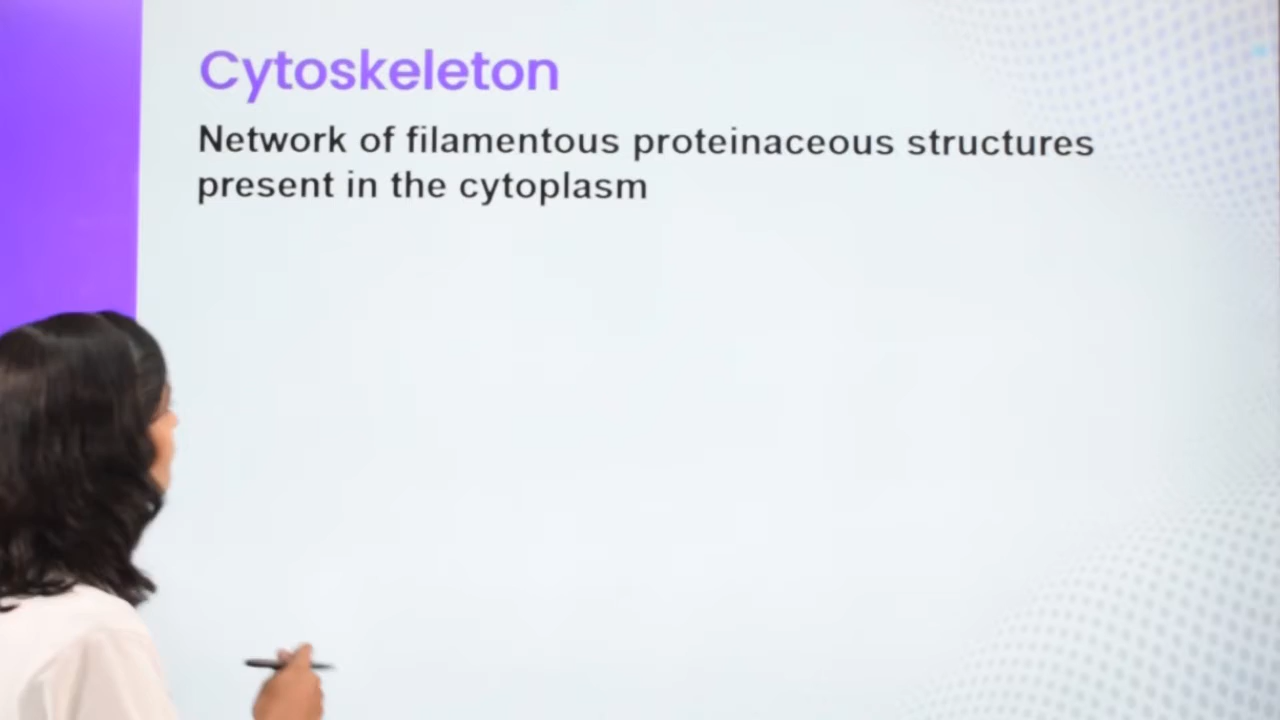 Cytoskeleton
Network of filamentous proteinaceous structures
present in the cytoplasm